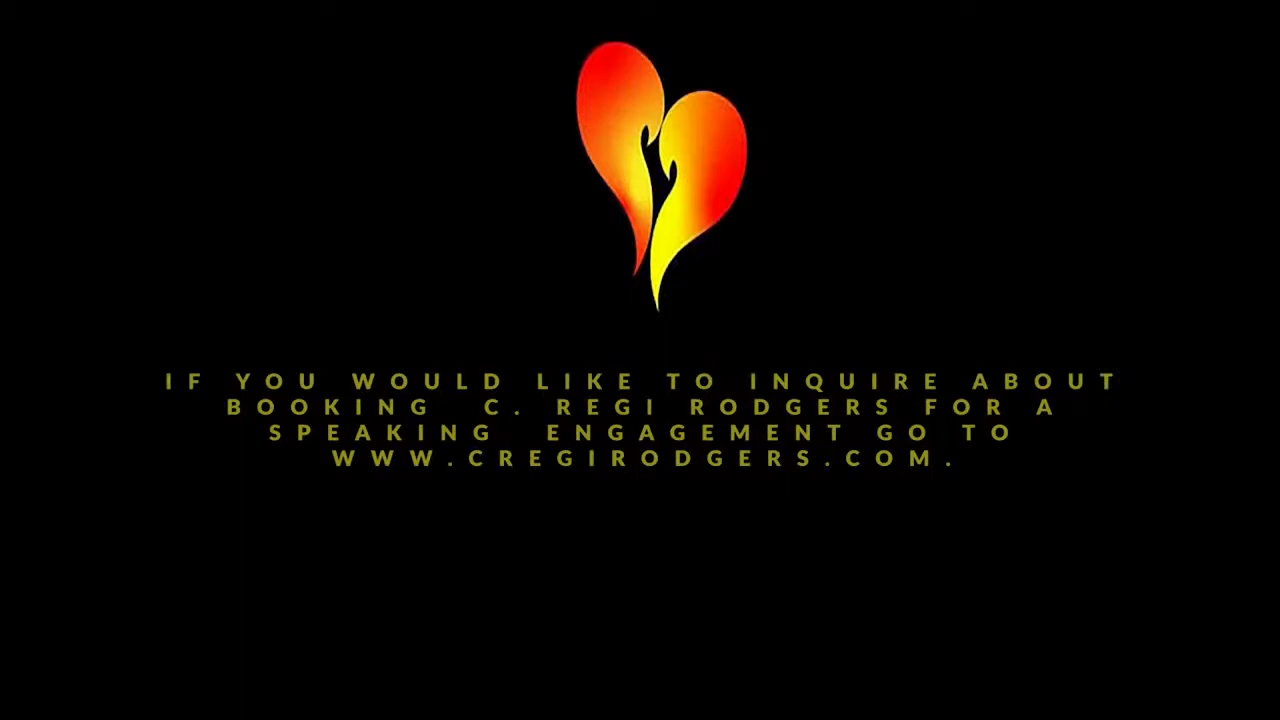 IF YOU WOULD LIKE TO INQUIRE ABOUT
BOOKING C. REGI RODGERS FOR A
SPEAKING ENGAGEMENT GO TO
WWW.CREGIRODGERS.COM.